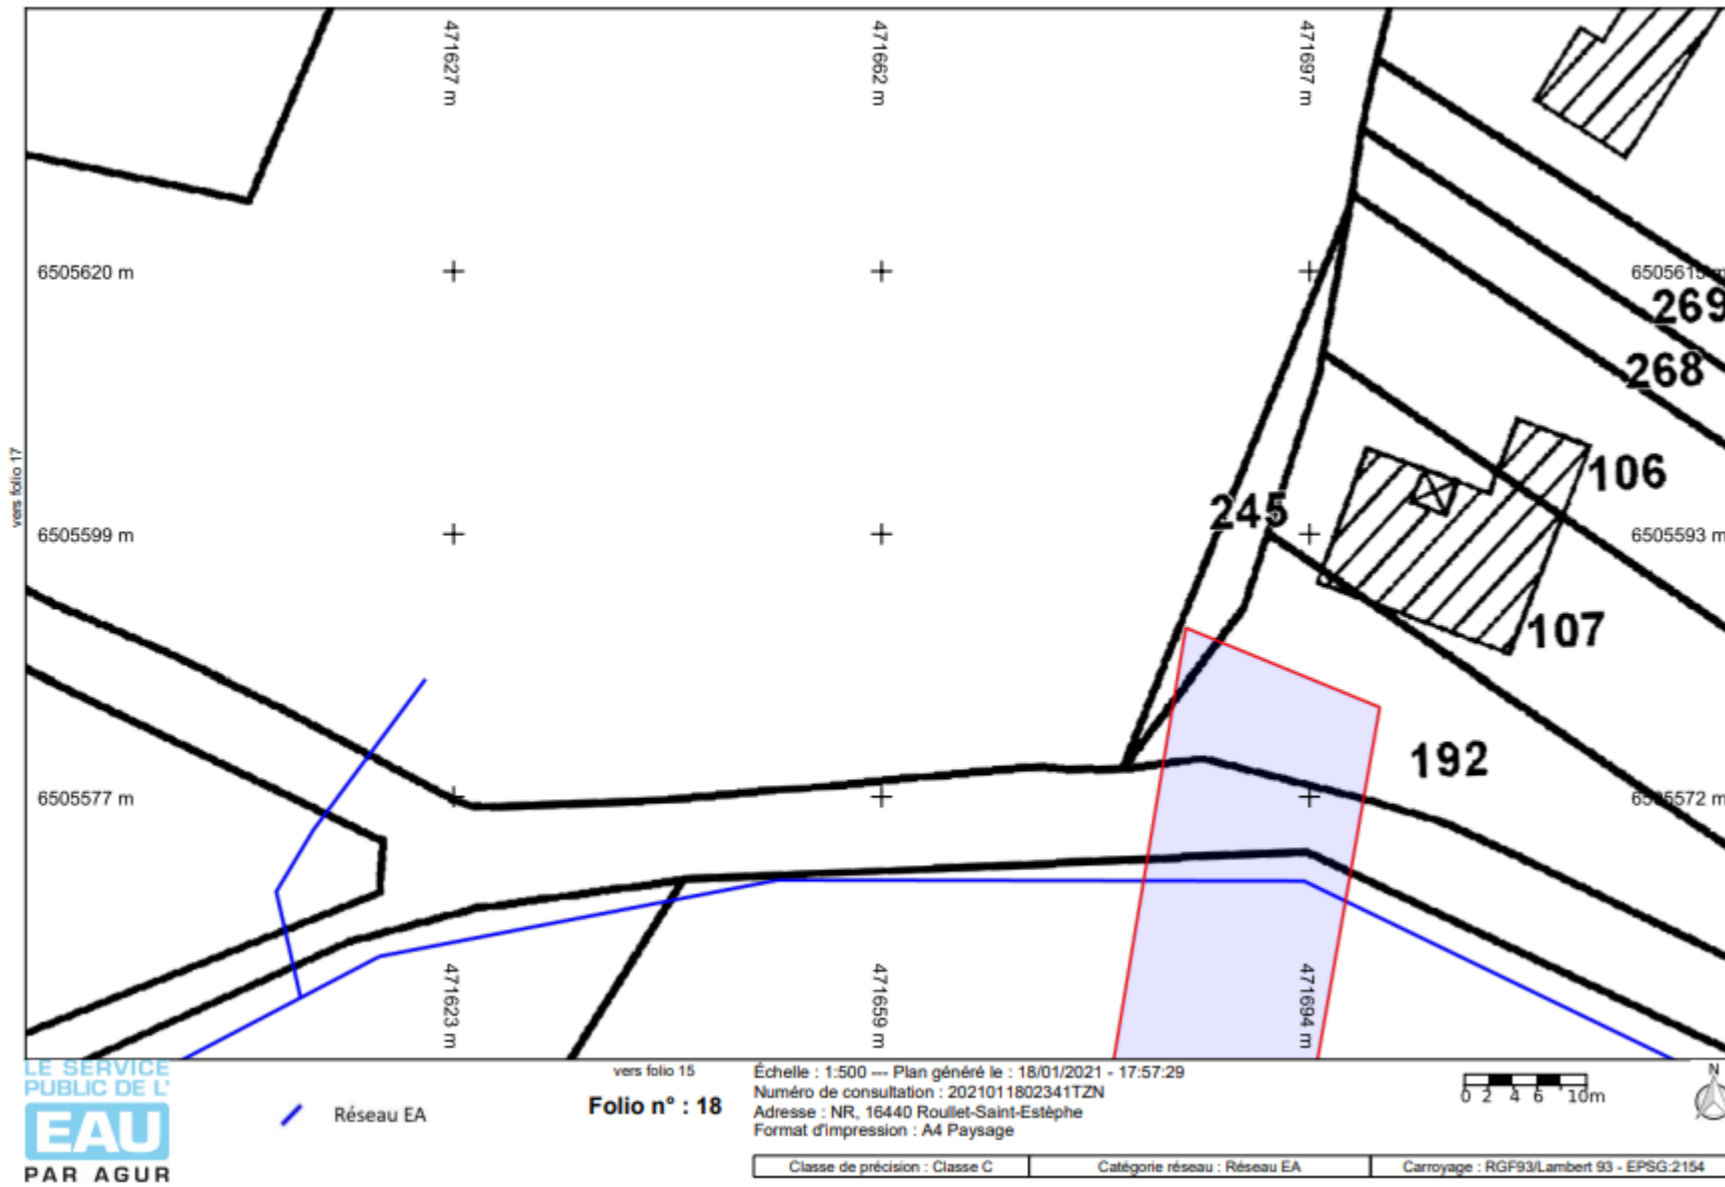 471627 m
471662 m
471697 m
6505620 m
6505615 m
269
268
106
vers folio 17
245
6505599 m
6505593 m
107
192
6505577 m
6505572 m
471623 m
471659 m
471694 m
LE SERVICE
PUBLIC DE L'
EAU
PAR AGUR
Réseau EA
vers folio 15
Folio n° : 18
Échelle : 1:500 --- Plan généré le : 18/01/2021 - 17:57:29
Numéro de consultation : 2021011802341TZN
Adresse : NR, 16440 Roullet-Saint-Estèphe
Format d'impression : A4 Paysage
0 2 4 6 10m
N
Classe de précision : Classe C
Catégorie réseau : Réseau EA
Carroyage : RGF93/Lambert 93 - EPSG:2154